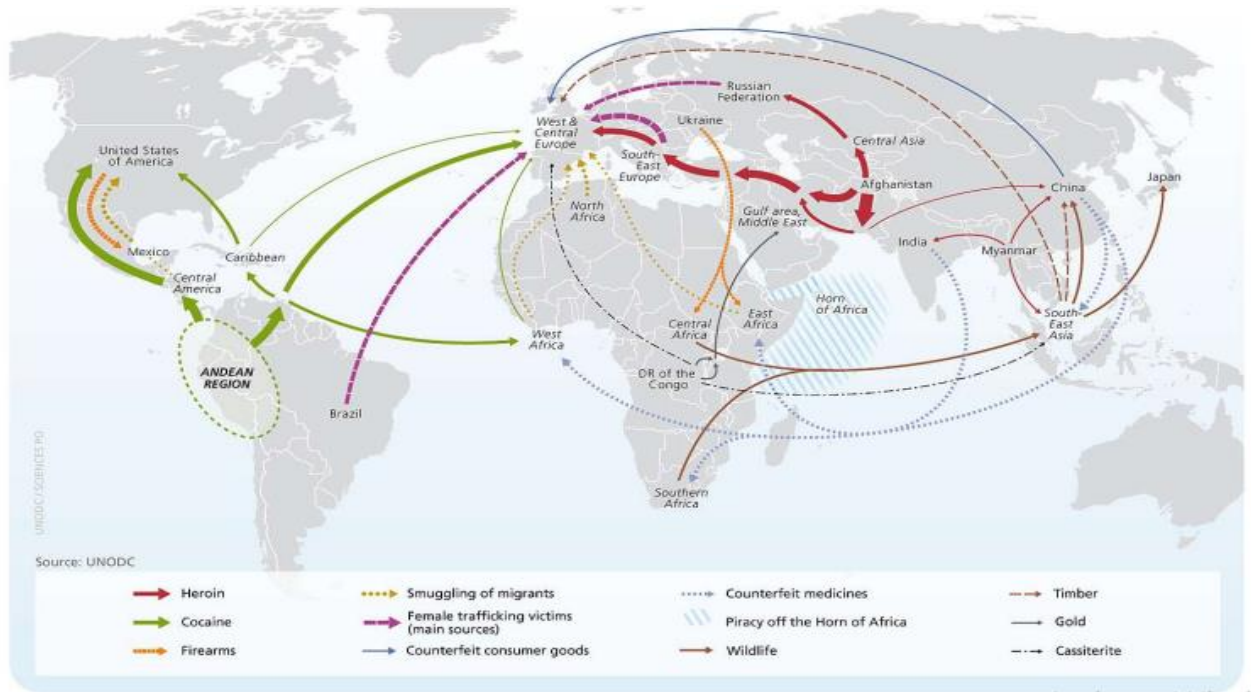 Russian
Federation
West &
Central
Europe
Ukraine
United States
of America
Central Asia
South-
East
Europe
Afghanistan
Japan
China
North
Africa
Gulf area,
Middle East
India
Myanmar
Mexico
Caribbean
Central
America
Horn
of Africa
East
Africa
Central
Africa
South-
East
Asia
West
Africa
DR of the
Congo
ANDEAN
REGION
Brazil
Southern
Africa
UNODC / SCIENCES PO
Source: UNODC
Heroin
Smuggling of migrants
Counterfeit medicines
Timber
Cocaine
Female trafficking victims
(main sources)
Piracy off the Horn of Africa
Gold
Firearms
Counterfeit consumer goods
Wildlife
Cassiterite